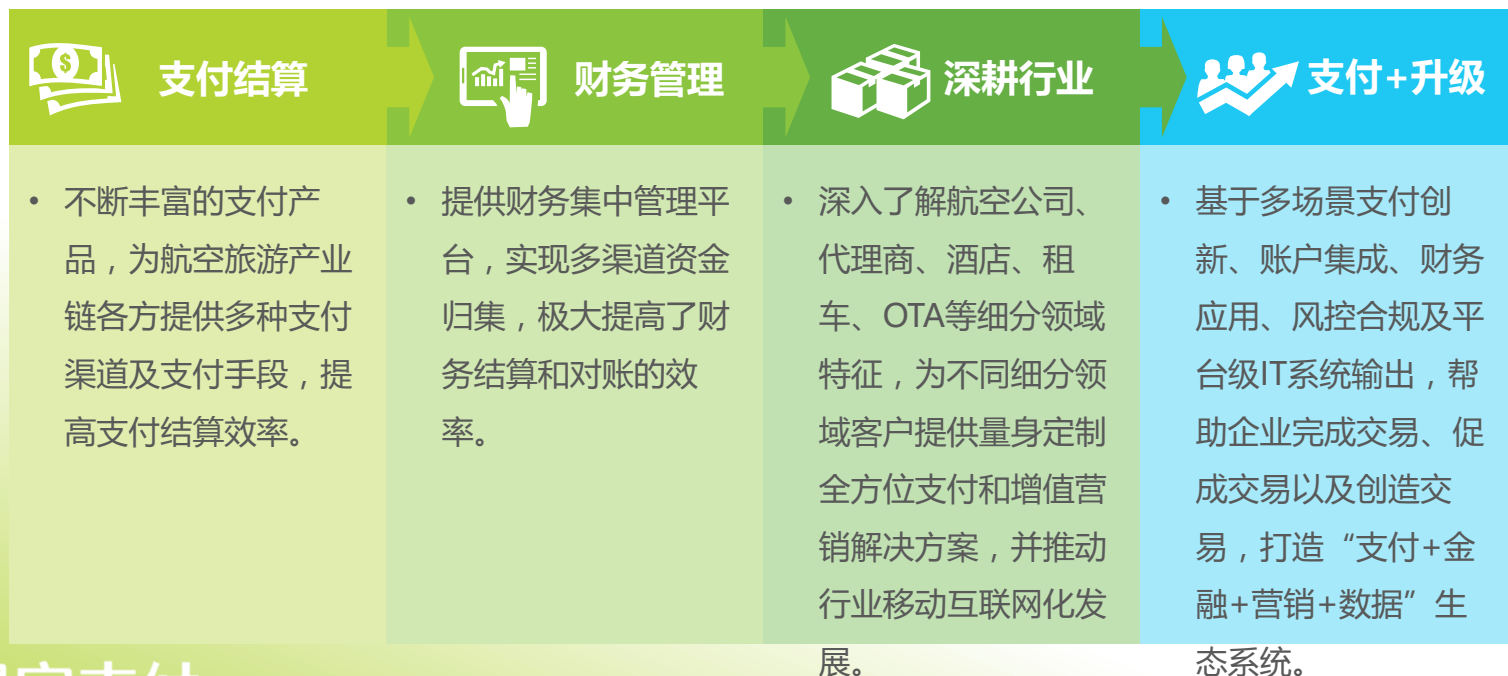 支付结算
财务管理
深耕行业
支付+升级
• 不断丰富的支付产
品，为航空旅游产业
链各方提供多种支付
渠道及支付手段，提
高支付结算效率。
• 提供财务集中管理平
台，实现多渠道资金
归集，极大提高了财
务结算和对账的效
率。
• 深入了解航空公司、
代理商、酒店、租
车、OTA等细分领域
特征，为不同细分领
域客户提供量身定制
全方位支付和增值营
销解决方案，并推动
行业移动互联网化发
展。
• 基于多场景支付创
新、账户集成、财务
应用、风控合规及平
台级IT系统输出，帮
助企业完成交易、促
成交易以及创造交
易，打造“支付+金
融+营销+数据”生
态系统。